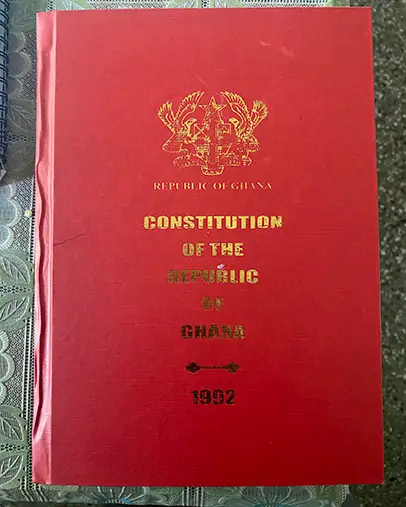 REPUBLIC OF GHANA
CONSTITUTION
OF THE
REPUBLIC
OF
GHANA
1992